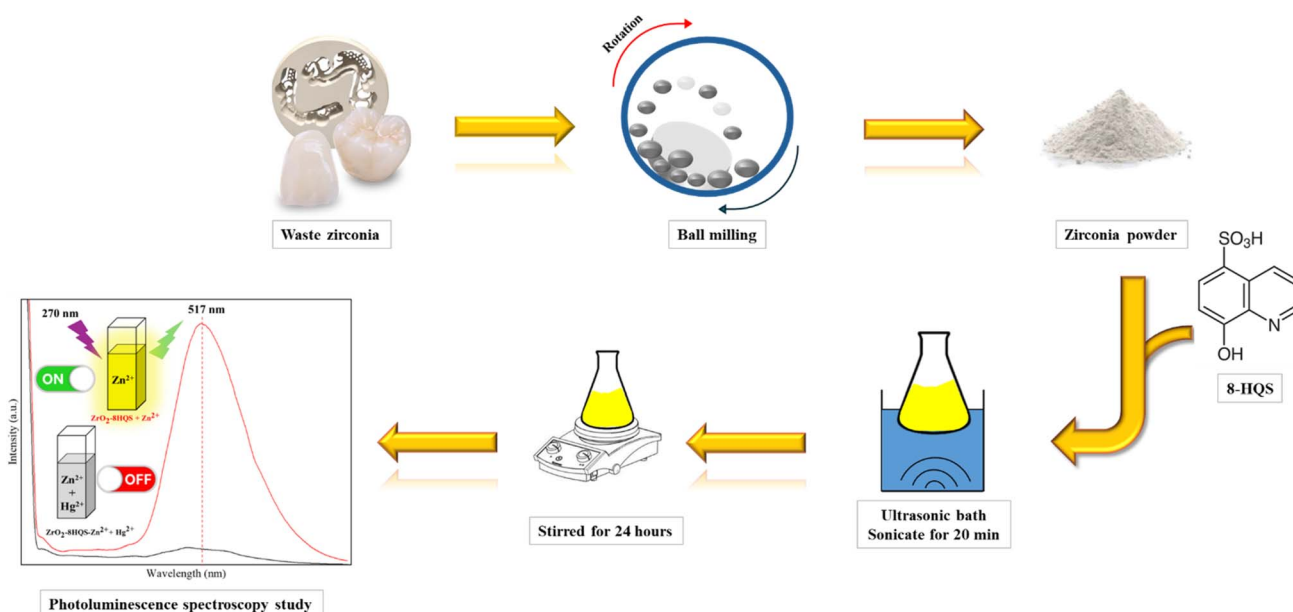 Rotation
Waste zirconia
Ball milling
Zirconia powder
SO₃H
N
OH
8-HQS
Ultrasonic bath
Sonicate for 20 min
Stirred for 24 hours
517 nm
270 nm
ON
Zn²⁺
ZrO₂-8HQS + Zn²⁺
Zn²⁺
+
Hg²⁺
OFF
ZrO₂-8HQS-Zn²⁺ + Hg²⁺
Intensity (a.u.)
Wavelength (nm)
Photoluminescence spectroscopy study